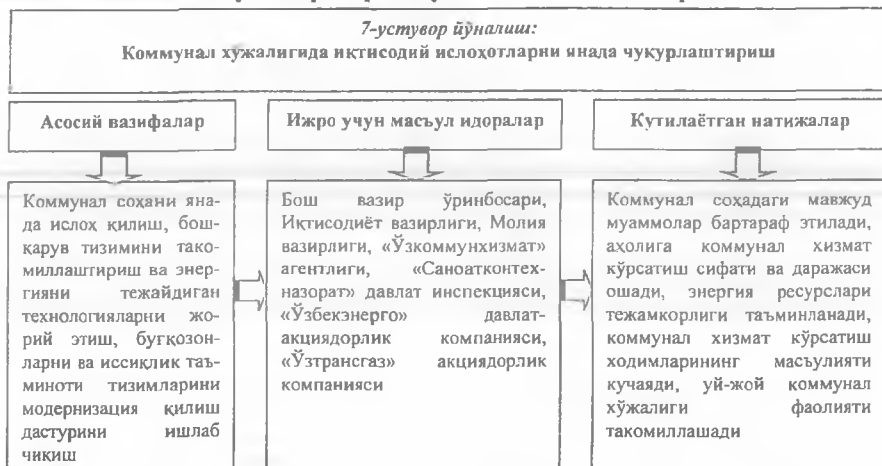 7-устувор йўналиш:
Коммунал хўжалигида иқтисодий ислоҳотларни янада чуқурлаштириш
Асосий вазифалар
Коммунал соҳани яна-
да ислоҳ қилиш, бош-
қарув тизимини тако-
миллаштириш ва энер-
гияни тежайдиган
технологияларни жо-
рий этиш, буғқозон-
ларни ва иссиқлик таъ-
миноти тизимларини
модернизация қилиш
дастурини ишлаб
чиқиш
Ижро учун масъул идоралар
Бош вазир ўринбосари,
Иқтисодиёт вазирлиги, Молия
вазирлиги, «Ўзкоммунхизмат»
агентлиги, «Саноатконтех-
назорат» давлат инспекцияси,
«Ўзбекэнерго» давлат-
акциядорлик компанияси,
«Ўзтрансгаз» акциядорлик
компанияси
Кутилаётган натижалар
Коммунал соҳадаги мавжуд
муаммолар бартараф этилади,
аҳолига коммунал хизмат
кўрсатиш сифати ва даражаси
ошади, энергия ресурслари
тежамкорлиги таъминланади,
коммунал хизмат кўрсатиш
ходимларининг масъулияти
кучаяди, уй-жой коммунал
хўжалиги фаолияти
такомиллашади